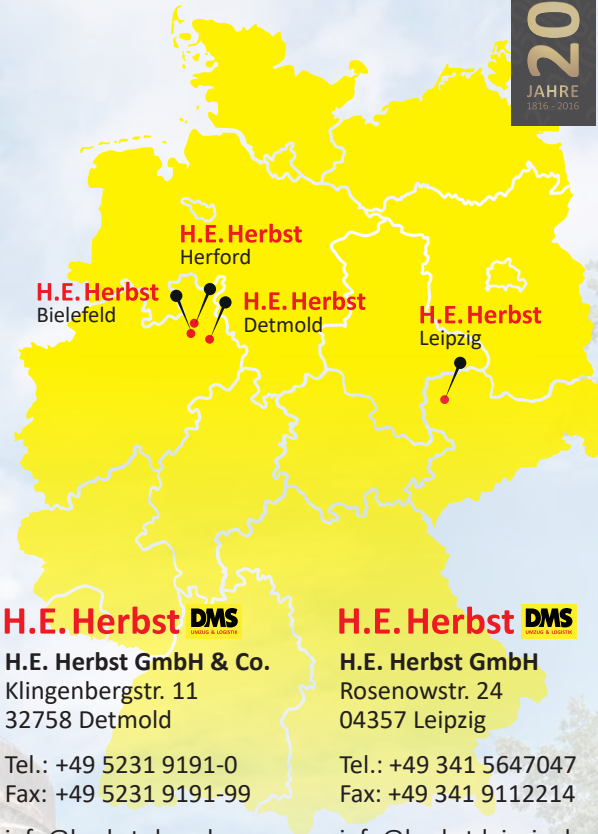 20
JAHRE
1816 - 2016
H.E. Herbst
Herford
H.E. Herbst
Bielefeld
H.E. Herbst
Detmold
H.E. Herbst
Leipzig
H.E. Herbst DMS
UMZUG & LOGISTIK
H.E. Herbst GmbH & Co.
Klingenbergstr. 11
32758 Detmold
Tel.: +49 5231 9191-0
Fax: +49 5231 9191-99
H.E. Herbst DMS
UMZUG & LOGISTIK
H.E. Herbst GmbH
Rosenowstr. 24
04357 Leipzig
Tel.: +49 341 5647047
Fax: +49 341 9112214